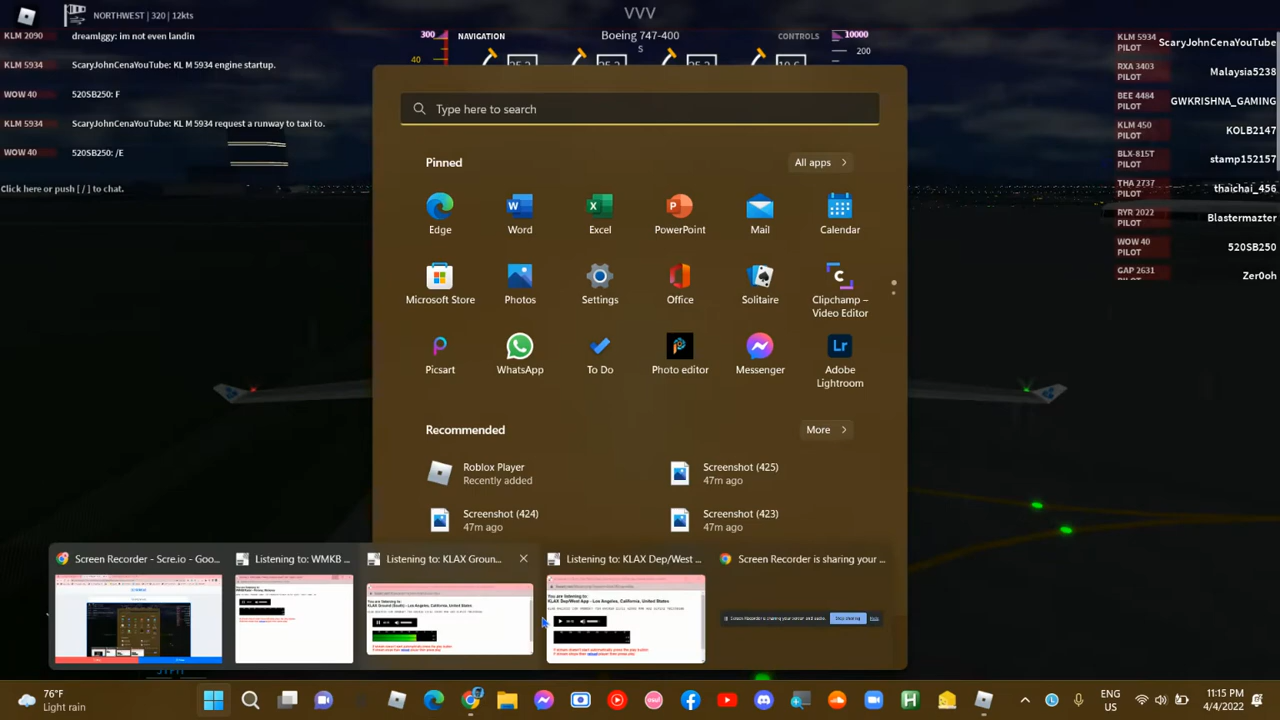 NORTHWEST | 320 | 12kts
KLM 2090 dreamIggy: im not even landin
KLM 5934 ScaryJohnCenaYouTube: KL M 5934 engine startup.
WOW 40 520SB250: F
KLM 5934 ScaryJohnCenaYouTube: KLM 5934 request a runway to taxi to.
WOW 40 520SB250: /E
Click here or push [ / ] to chat.
VVV
300 NAVIGATION Boeing 747-400 CONTROLS 10000
40 S 200
KLM 5934 PILOT ScaryJohnCenaYouTube
RXA 3403 PILOT Malaysia5238
BEE 4484 PILOT GWKRISHNA_GAMING
KLM 450 PILOT KOLB2147
BLX-815T PILOT
THA 2737 PILOT thaichai_456
RYR 2022 PILOT Blastermazter
WOW 40 PILOT 520SB250
GAP 2631 Zer0oh
Type here to search
Pinned All apps
Edge Word Excel PowerPoint Mail Calendar
Microsoft Store Photos Settings Office Solitaire Clipchamp –
Video Editor
Picsart WhatsApp To Do Photo editor Messenger Adobe
Lightroom
Recommended More
Roblox Player
Recently added
Screenshot (425)
47m ago
Screenshot (424)
47m ago
Screenshot (423)
47m ago
Screen Recorder - Scre.io - Goo...
Listening to: WMKB ...
Listening to: KLAX Groun...
Listening to: KLAX Dep/West ...
Screen Recorder is sharing your ...
You are listening to:
KLAX Ground (South) - Los Angeles, California, United States
You are listening to:
KLAX Dep/West App - Los Angeles, California, United States
Stop sharing
76°F
Light rain
ENG
US
11:15 PM
4/4/2022